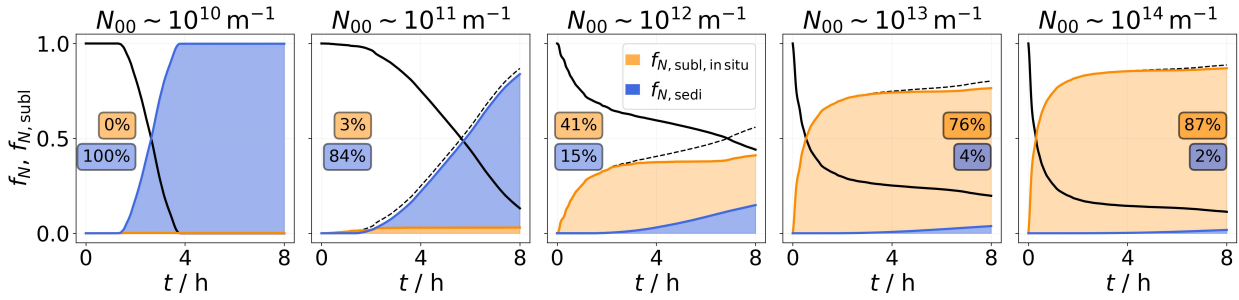 N₀₀ ~ 10¹⁰ m⁻¹
N₀₀ ~ 10¹¹ m⁻¹
N₀₀ ~ 10¹² m⁻¹
N₀₀ ~ 10¹³ m⁻¹
N₀₀ ~ 10¹⁴ m⁻¹
f_N, f_N, subl
1.0
0.5
0.0
0%
100%
3%
84%
f_N, subl, in situ
f_N, sedi
41%
15%
76%
4%
87%
2%
0 4 8
t / h
0 4 8
t / h
0 4 8
t / h
0 4 8
t / h
0 4 8
t / h